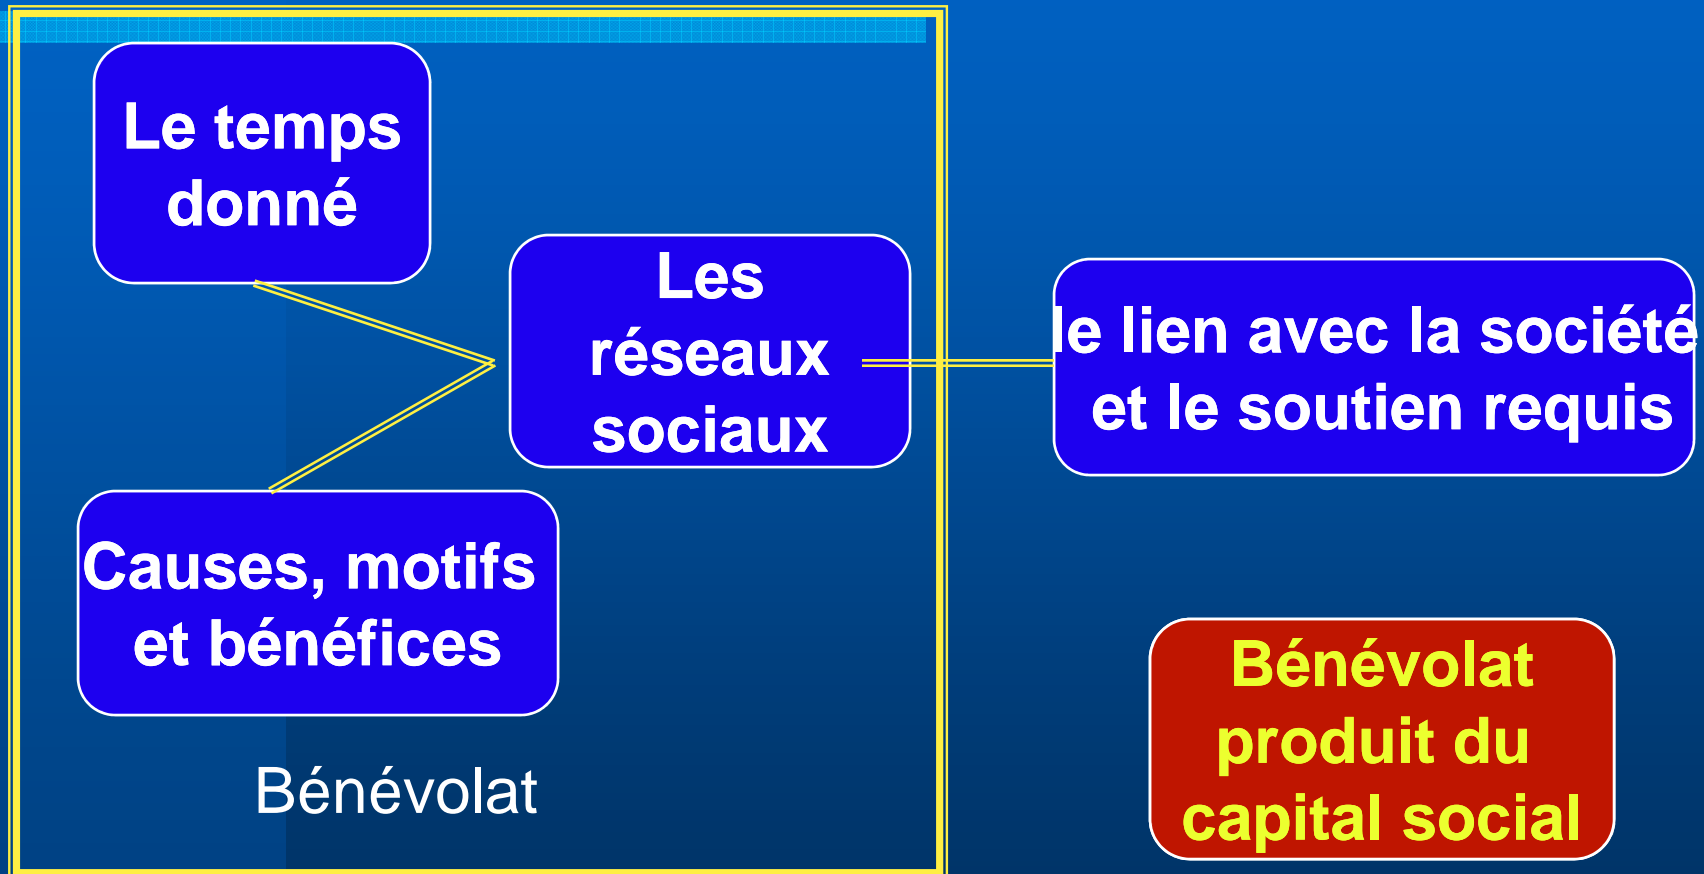 Le temps
donné
Les
réseaux
sociaux
le lien avec la société
et le soutien requis
Causes, motifs
et bénéfices
Bénévolat
Bénévolat
produit du
capital social